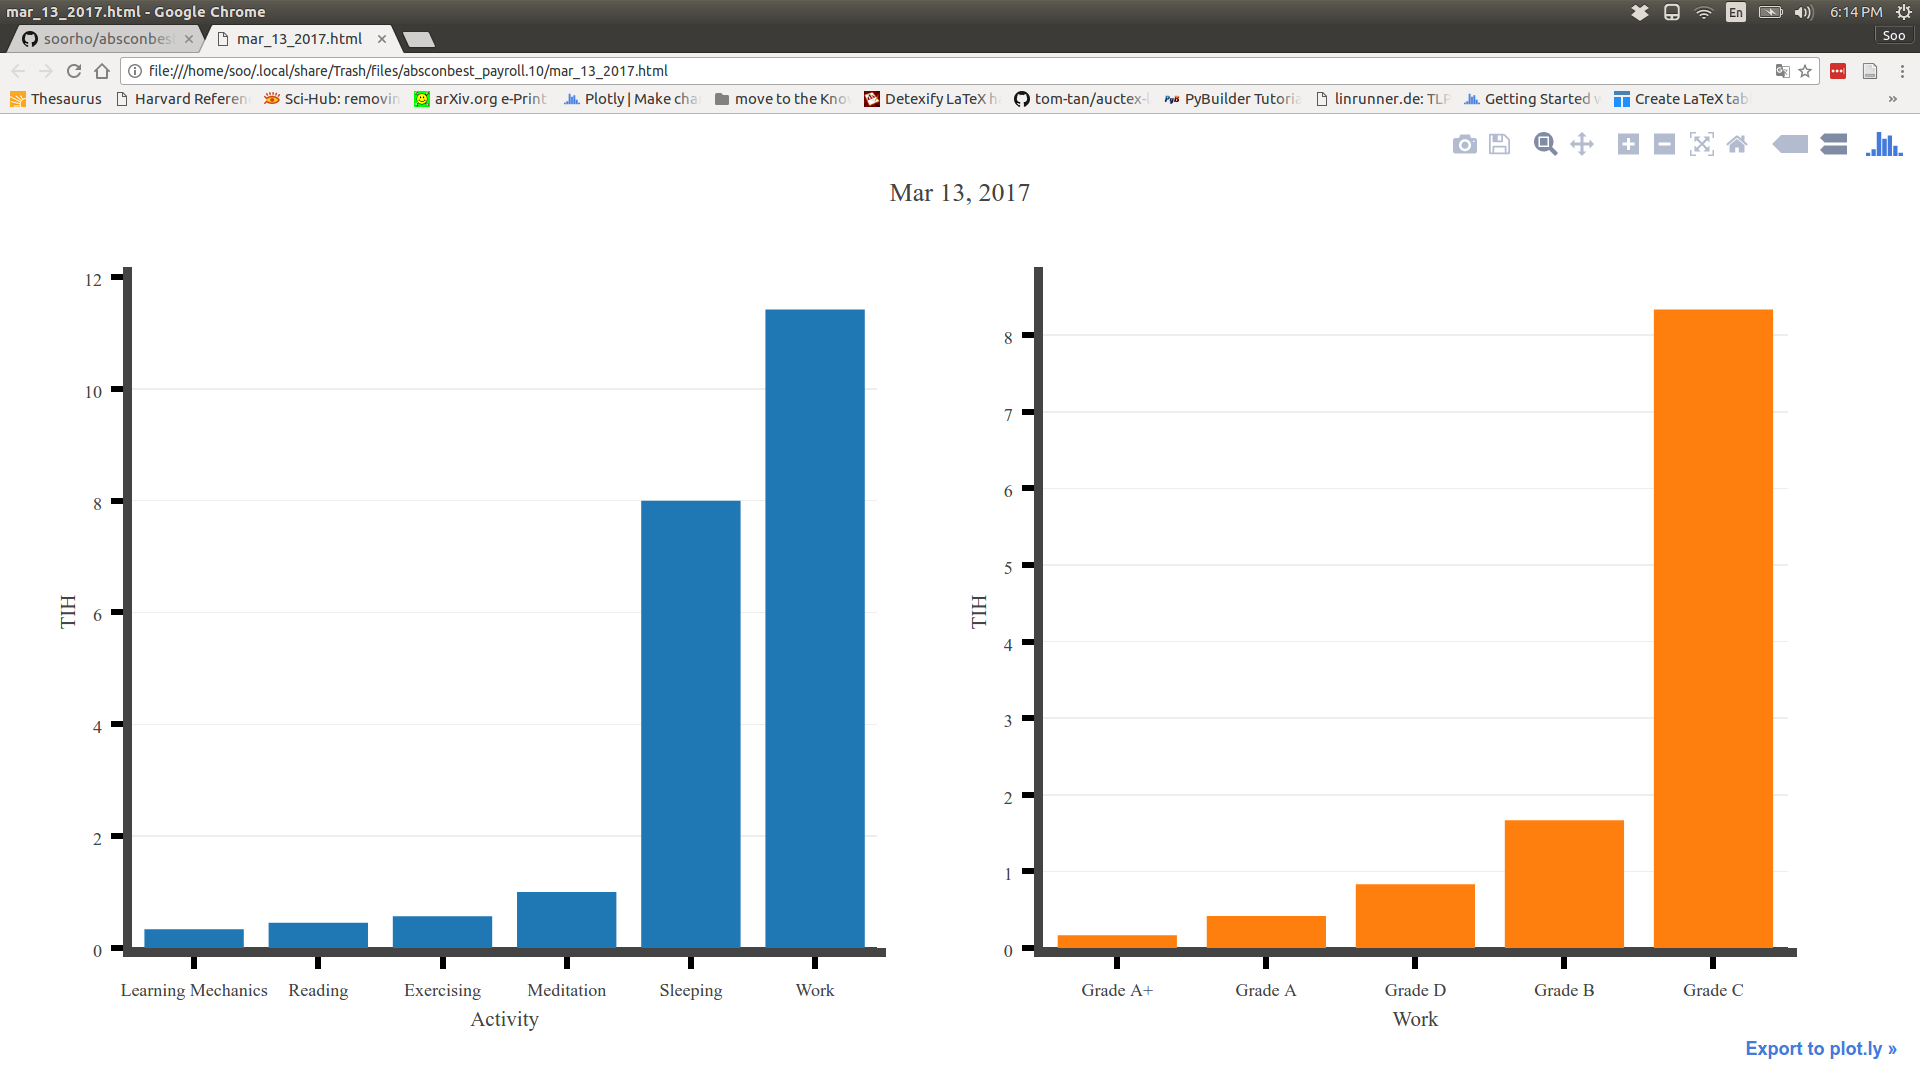 mar_13_2017.html - Google Chrome
En
6:14 PM
soorho/absconbest
mar_13_2017.html
Soo
file:///home/soo/.local/share/Trash/files/absconbest_payroll.10/mar_13_2017.html
Thesaurus
Harvard Referen
Sci-Hub: removin
arXiv.org e-Print
Plotly | Make cha
move to the Kno
Detexify LaTeX h
tom-tan/auctex-l
PyBuilder Tutoria
linrunner.de: TLP
Getting Started w
Create LaTeX tab
»
Mar 13, 2017
12
10
8
6
4
2
0
TIH
Learning Mechanics
Reading
Exercising
Meditation
Sleeping
Work
Activity
8
7
6
5
4
3
2
1
0
TIH
Grade A+
Grade A
Grade D
Grade B
Grade C
Work
Export to plot.ly »